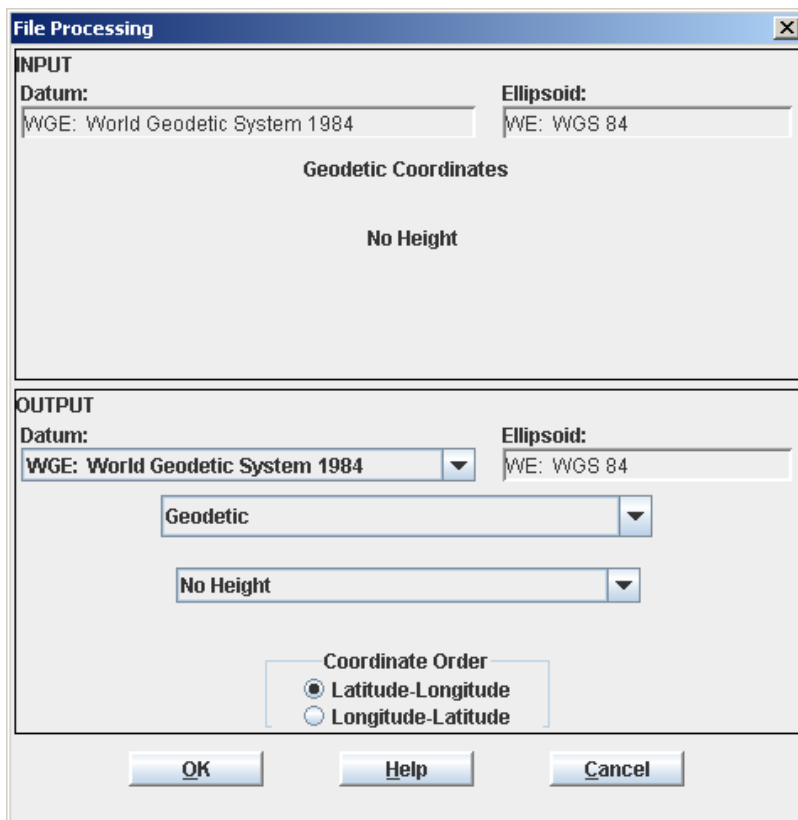 File Processing
INPUT
Datum: Ellipsoid:
WGE: World Geodetic System 1984 WE: WGS 84
Geodetic Coordinates
No Height
OUTPUT
Datum: Ellipsoid:
WGE: World Geodetic System 1984 WE: WGS 84
Geodetic
No Height
Coordinate Order
Latitude-Longitude
Longitude-Latitude
OK Help Cancel